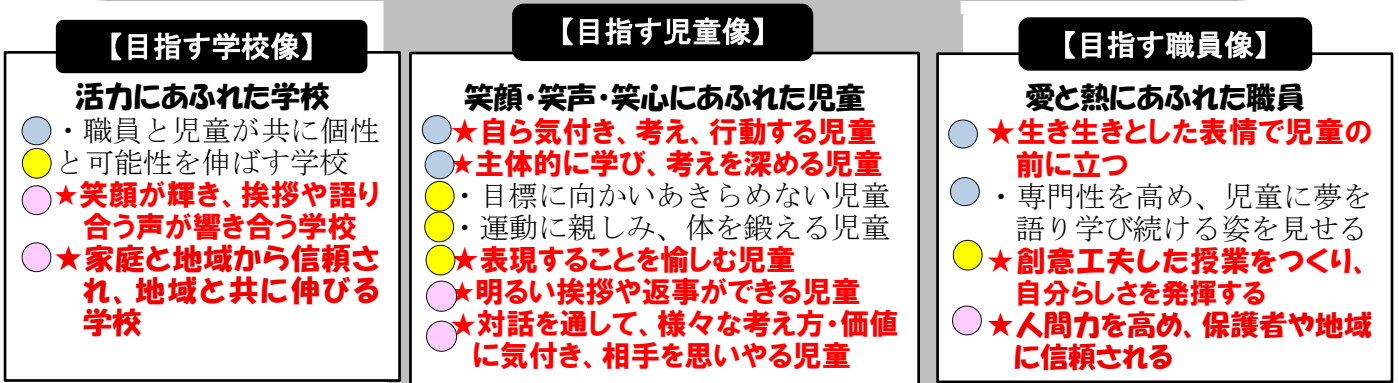 【目指す学校像】
活力にあふれた学校
・職員と児童が共に個性
と可能性を伸ばす学校
★笑顔が輝き、挨拶や語り
合う声が響き合う学校
★家庭と地域から信頼さ
れ、地域と共に伸びる
学校
【目指す児童像】
笑顔・笑声・笑心にあふれた児童
★自ら気付き、考え、行動する児童
★主体的に学び、考えを深める児童
・目標に向かいあきらめない児童
・運動に親しみ、体を鍛える児童
★表現することを愉しむ児童
★明るい挨拶や返事ができる児童
★対話を通して、様々な考え方・価値
に気付き、相手を思いやる児童
【目指す職員像】
愛と熱にあふれた職員
★生き生きとした表情で児童の
前に立つ
・専門性を高め、児童に夢を
語り学び続ける姿を見せる
★創意工夫した授業をつくり、
自分らしさを発揮する
★人間力を高め、保護者や地域
に信頼される